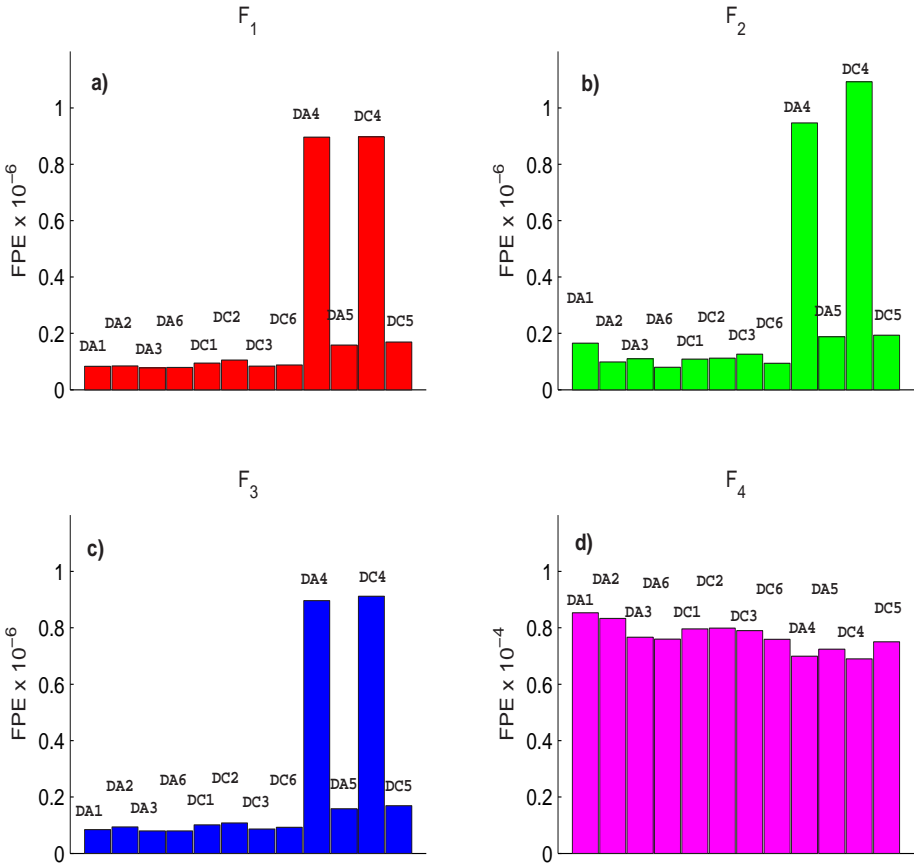 F1
a)
FPE x 10−6
1
0.8
0.6
0.4
0.2
0
DA1
DA2
DA3
DA6
DC1
DC2
DC3
DC6
DA4
DA5
DC4
DC5
F2
b)
FPE x 10−6
1
0.8
0.6
0.4
0.2
0
DA1
DA2
DA3
DA6
DC1
DC2
DC3
DC6
DA4
DA5
DC4
DC5
F3
c)
FPE x 10−6
1
0.8
0.6
0.4
0.2
0
DA1
DA2
DA3
DA6
DC1
DC2
DC3
DC6
DA4
DA5
DC4
DC5
F4
d)
FPE x 10−4
1
0.8
0.6
0.4
0.2
0
DA1
DA2
DA3
DA6
DC1
DC2
DC3
DC6
DA4
DA5
DC4
DC5